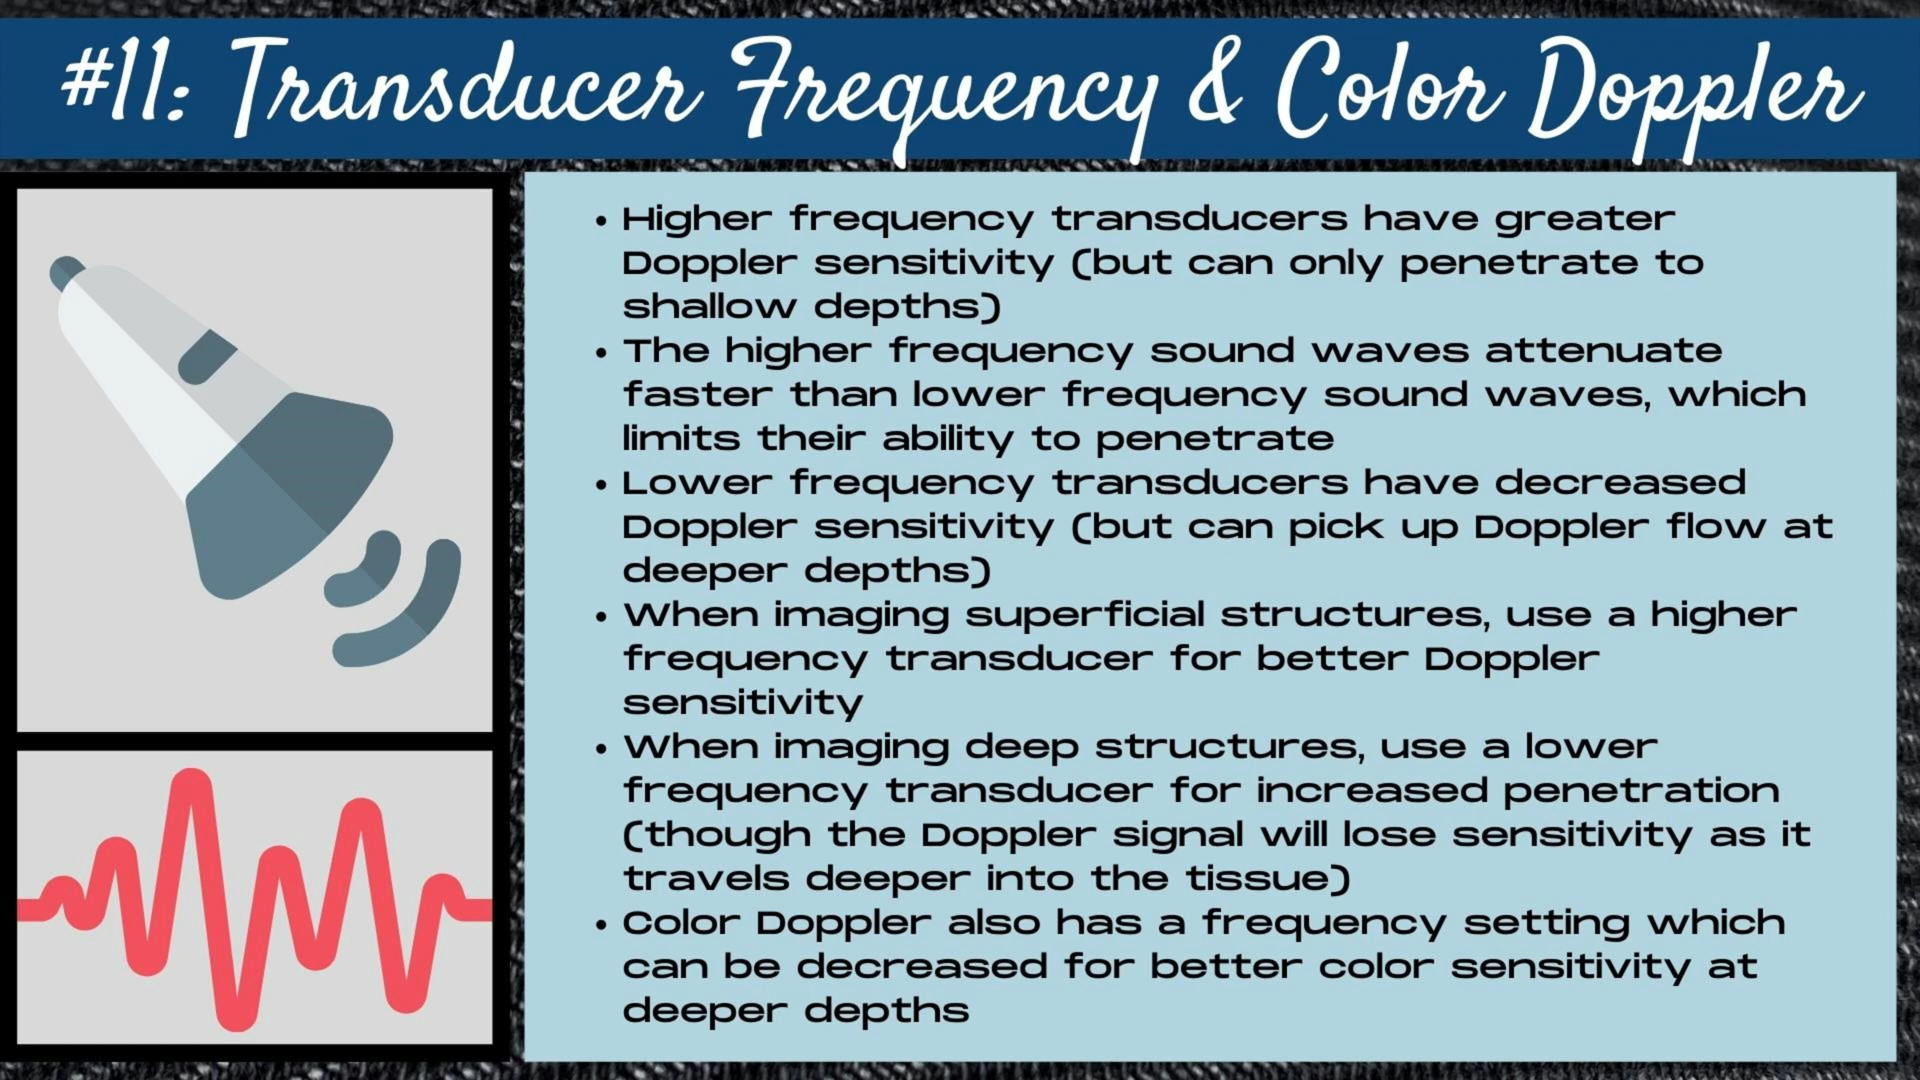 #11: Transducer Frequency & Color Doppler
• Higher frequency transducers have greater
Doppler sensitivity (but can only penetrate to
shallow depths)
• The higher frequency sound waves attenuate
faster than lower frequency sound waves, which
limits their ability to penetrate
• Lower frequency transducers have decreased
Doppler sensitivity (but can pick up Doppler flow at
deeper depths)
• When imaging superficial structures, use a higher
frequency transducer for better Doppler
sensitivity
• When imaging deep structures, use a lower
frequency transducer for increased penetration
(though the Doppler signal will lose sensitivity as it
travels deeper into the tissue)
• Color Doppler also has a frequency setting which
can be decreased for better color sensitivity at
deeper depths